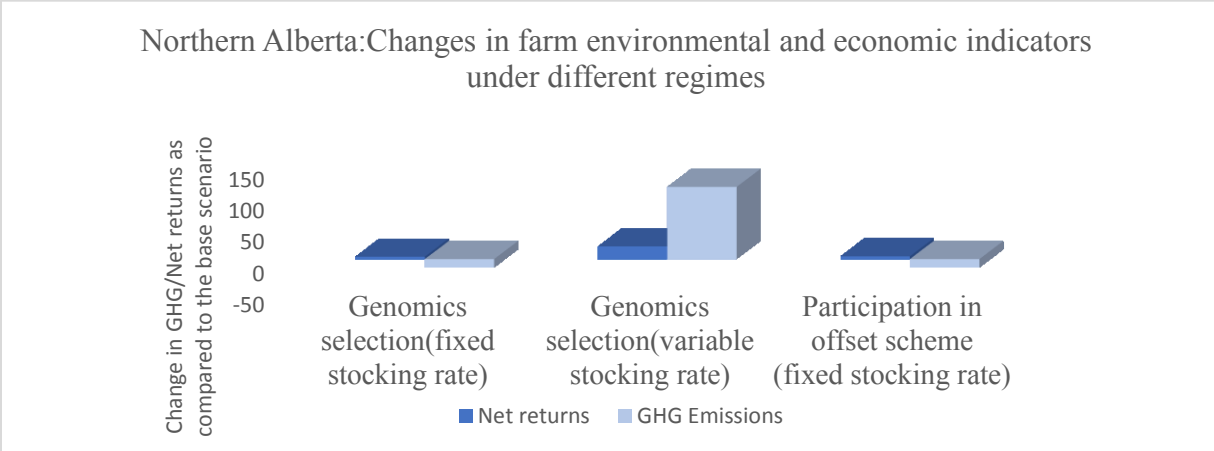 Northern Alberta:Changes in farm environmental and economic indicators
under different regimes
Change in GHG/Net returns as
compared to the base scenario
150
100
50
0
-50
Genomics
selection(fixed
stocking rate)
Genomics
selection(variable
stocking rate)
Participation in
offset scheme
(fixed stocking rate)
Net returns
GHG Emissions